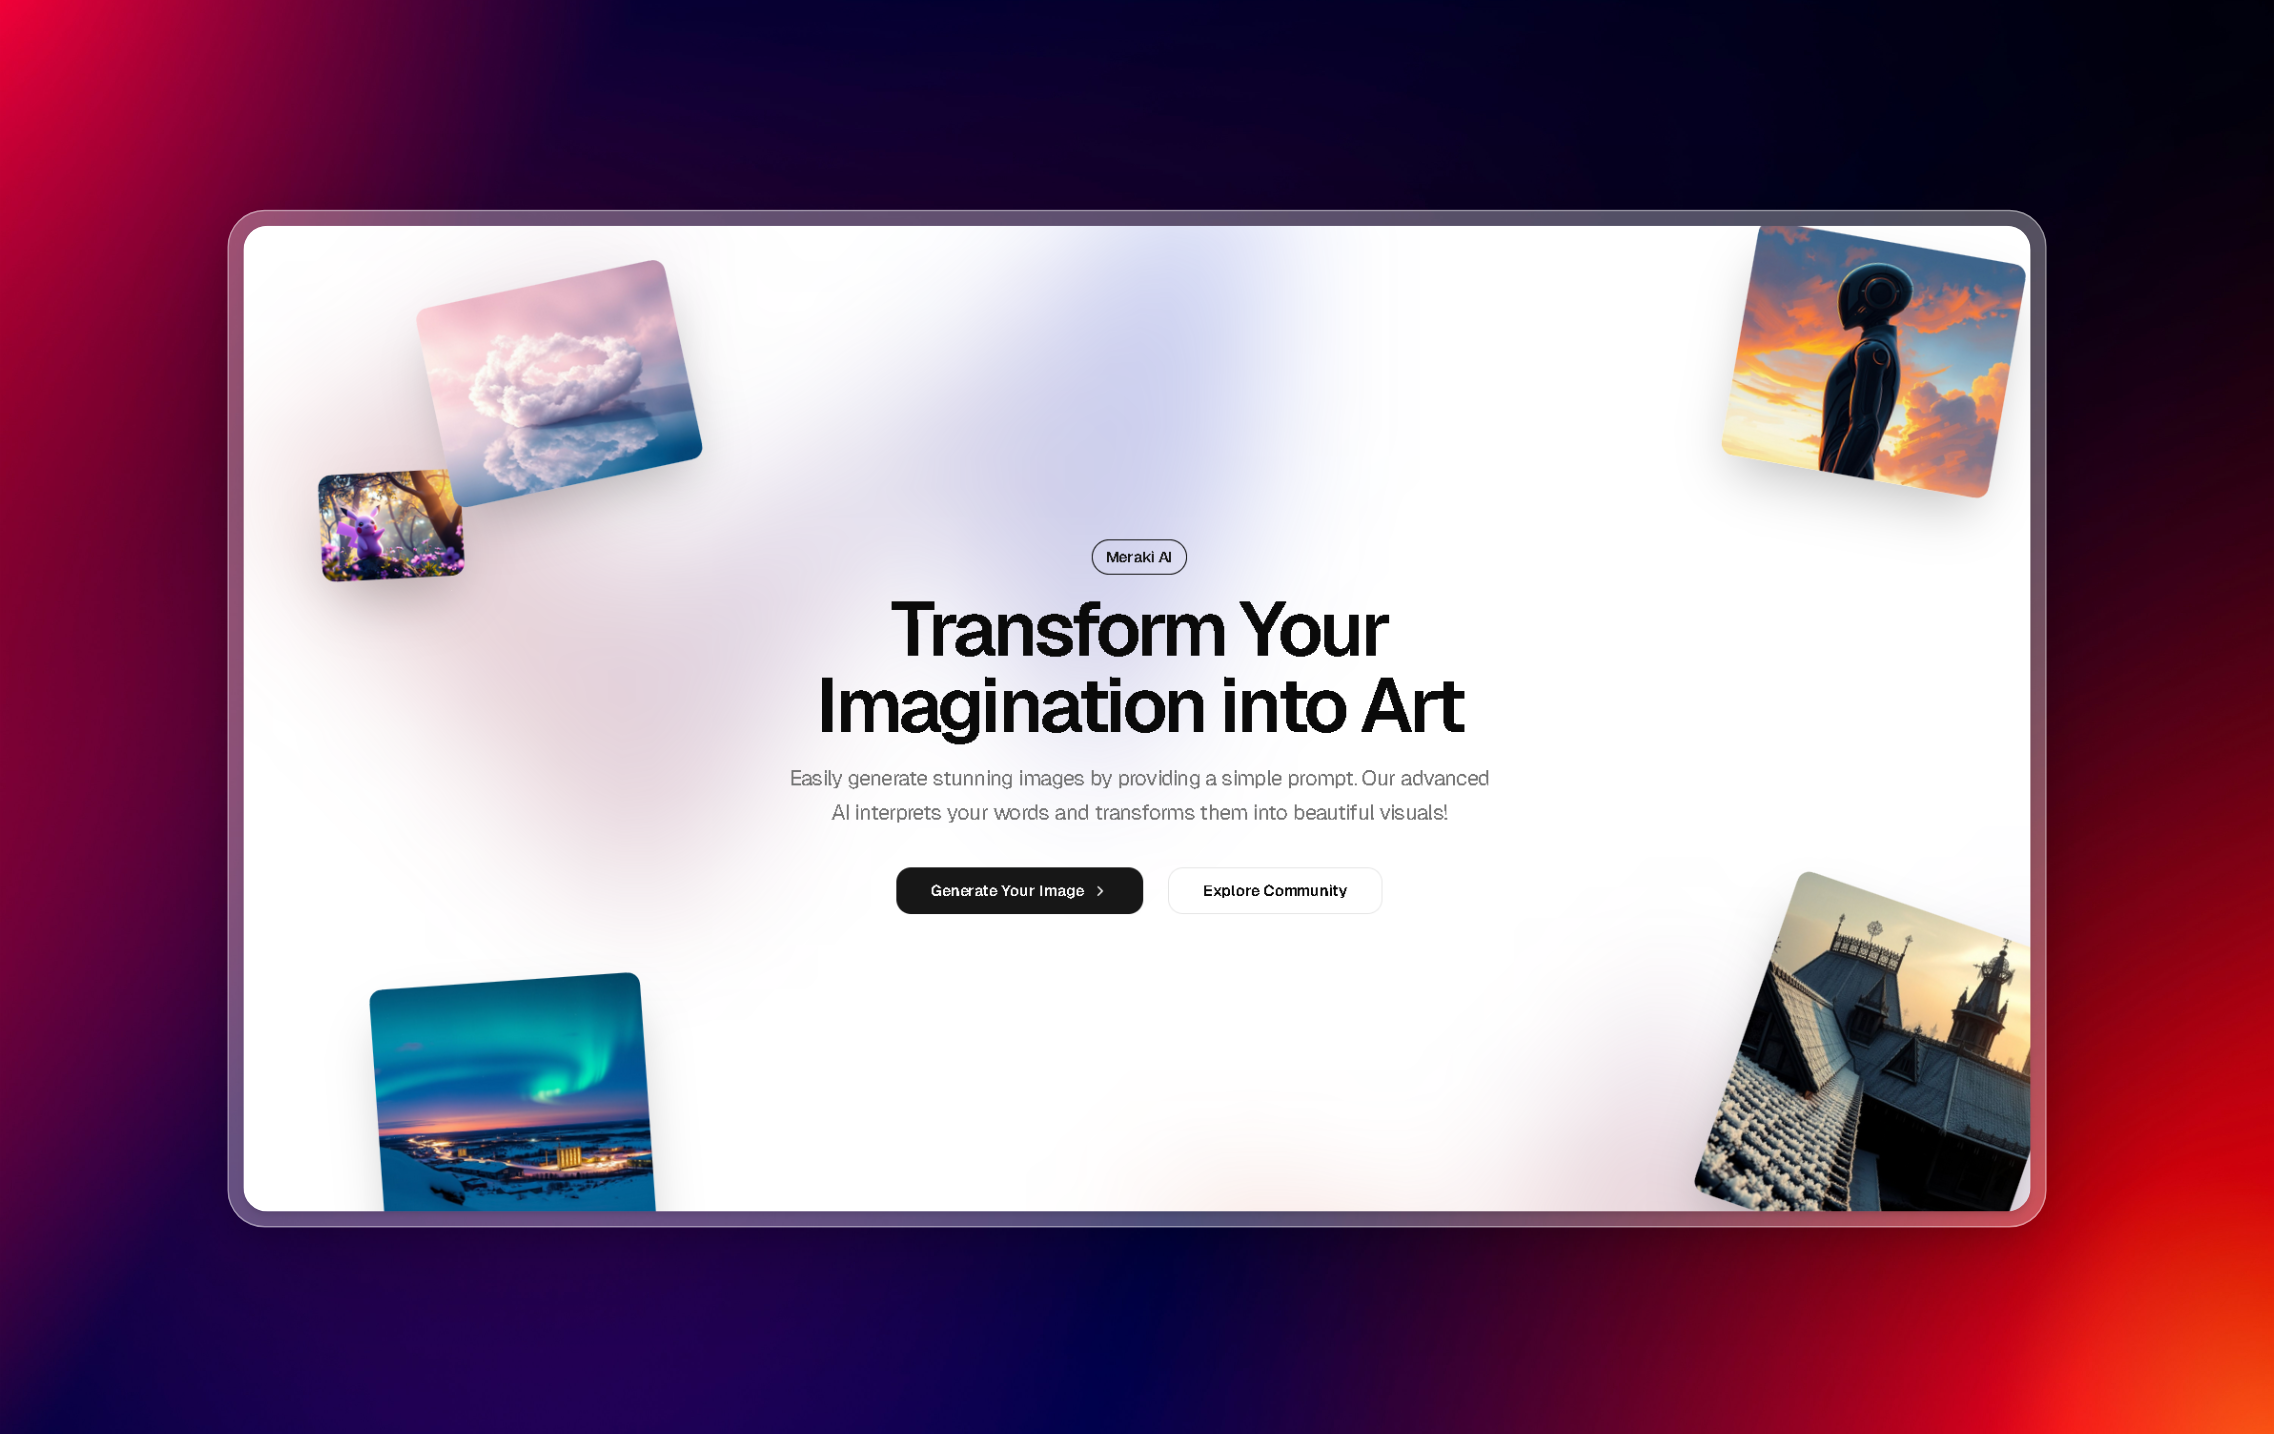 Meraki AI
Transform Your
Imagination into Art
Easily generate stunning images by providing a simple prompt. Our advanced
AI interprets your words and transforms them into beautiful visuals!
Generate Your Image
Explore Community